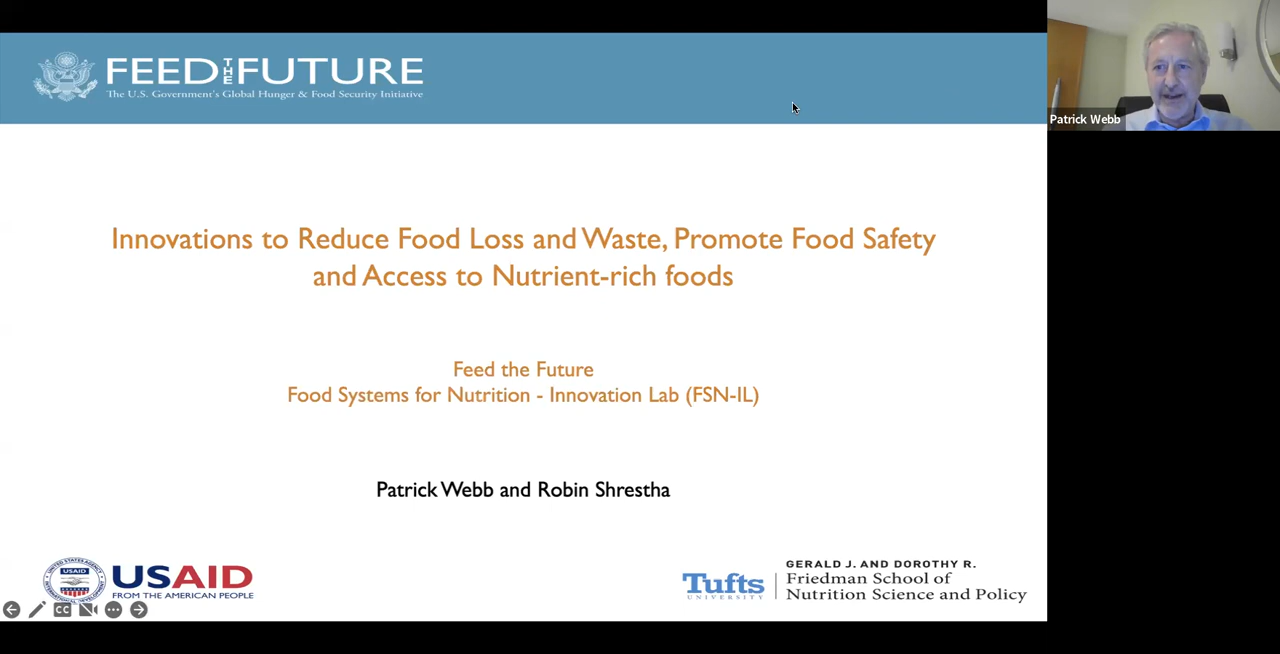 FEED THE FUTURE
The U.S. Government's Global Hunger & Food Security Initiative
Patrick Webb
Innovations to Reduce Food Loss and Waste, Promote Food Safety
and Access to Nutrient-rich foods
Feed the Future
Food Systems for Nutrition - Innovation Lab (FSN-IL)
Patrick Webb and Robin Shrestha
USAID
USAID
FROM THE AMERICAN PEOPLE
Tufts
UNIVERSITY
GERALD J. AND DOROTHY R.
Friedman School of
Nutrition Science and Policy
CC